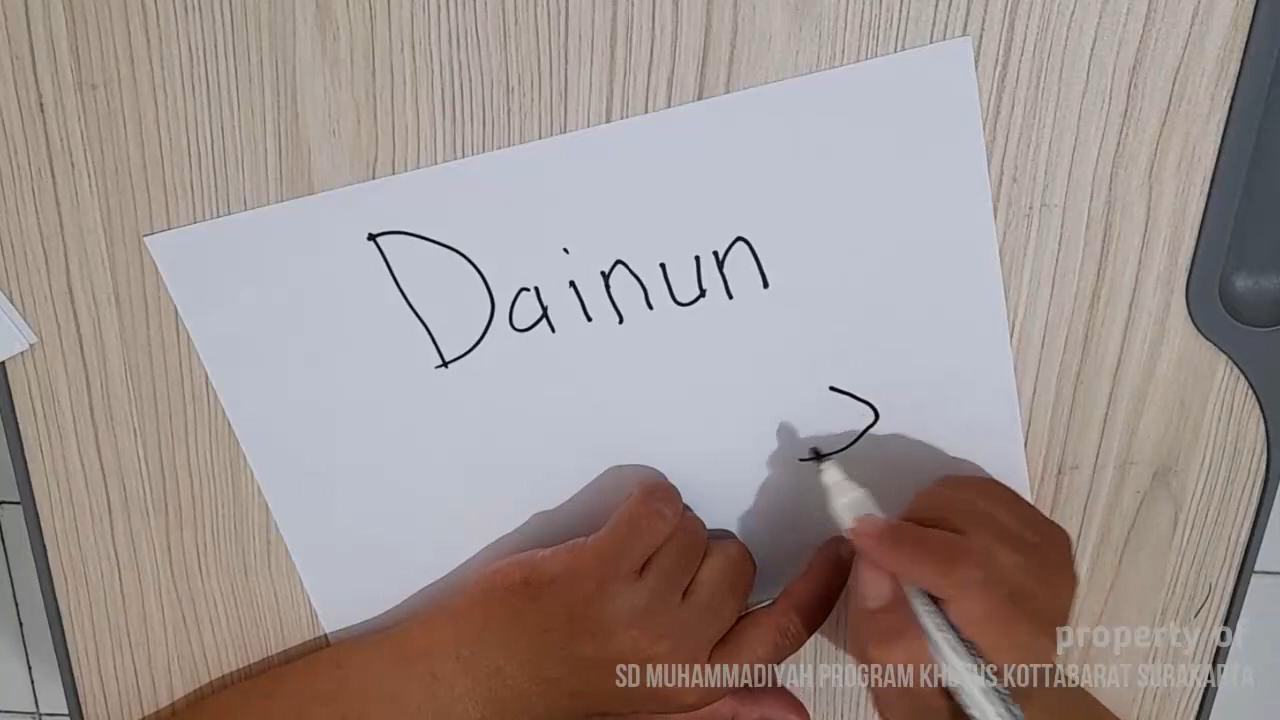 Dainun
property of
SD MUHAMMADIYAH PROGRAM KHUSUS KOTTABARAT SURAKARTA